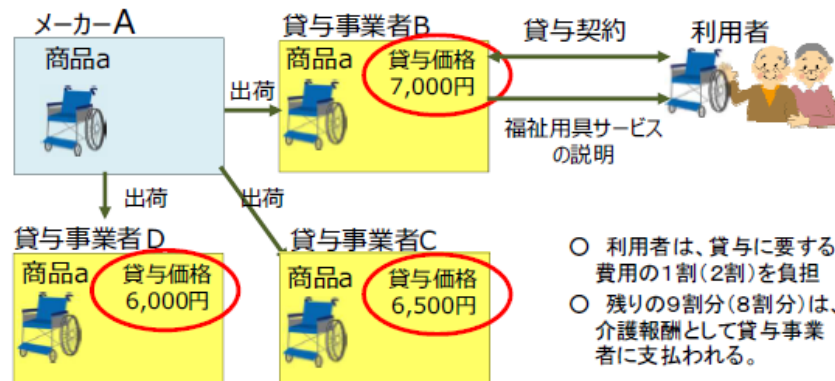 メーカーA
商品a
出荷
貸与事業者B
商品a
貸与価格
7,000円
貸与契約
利用者
福祉用具サービス
の説明
出荷
出荷
貸与事業者D
商品a
貸与価格
6,000円
貸与事業者C
商品a
貸与価格
6,500円
○ 利用者は、貸与に要する
費用の1割(2割)を負担
○ 残りの9割分(8割分)は、
介護報酬として貸与事業
者に支払われる。